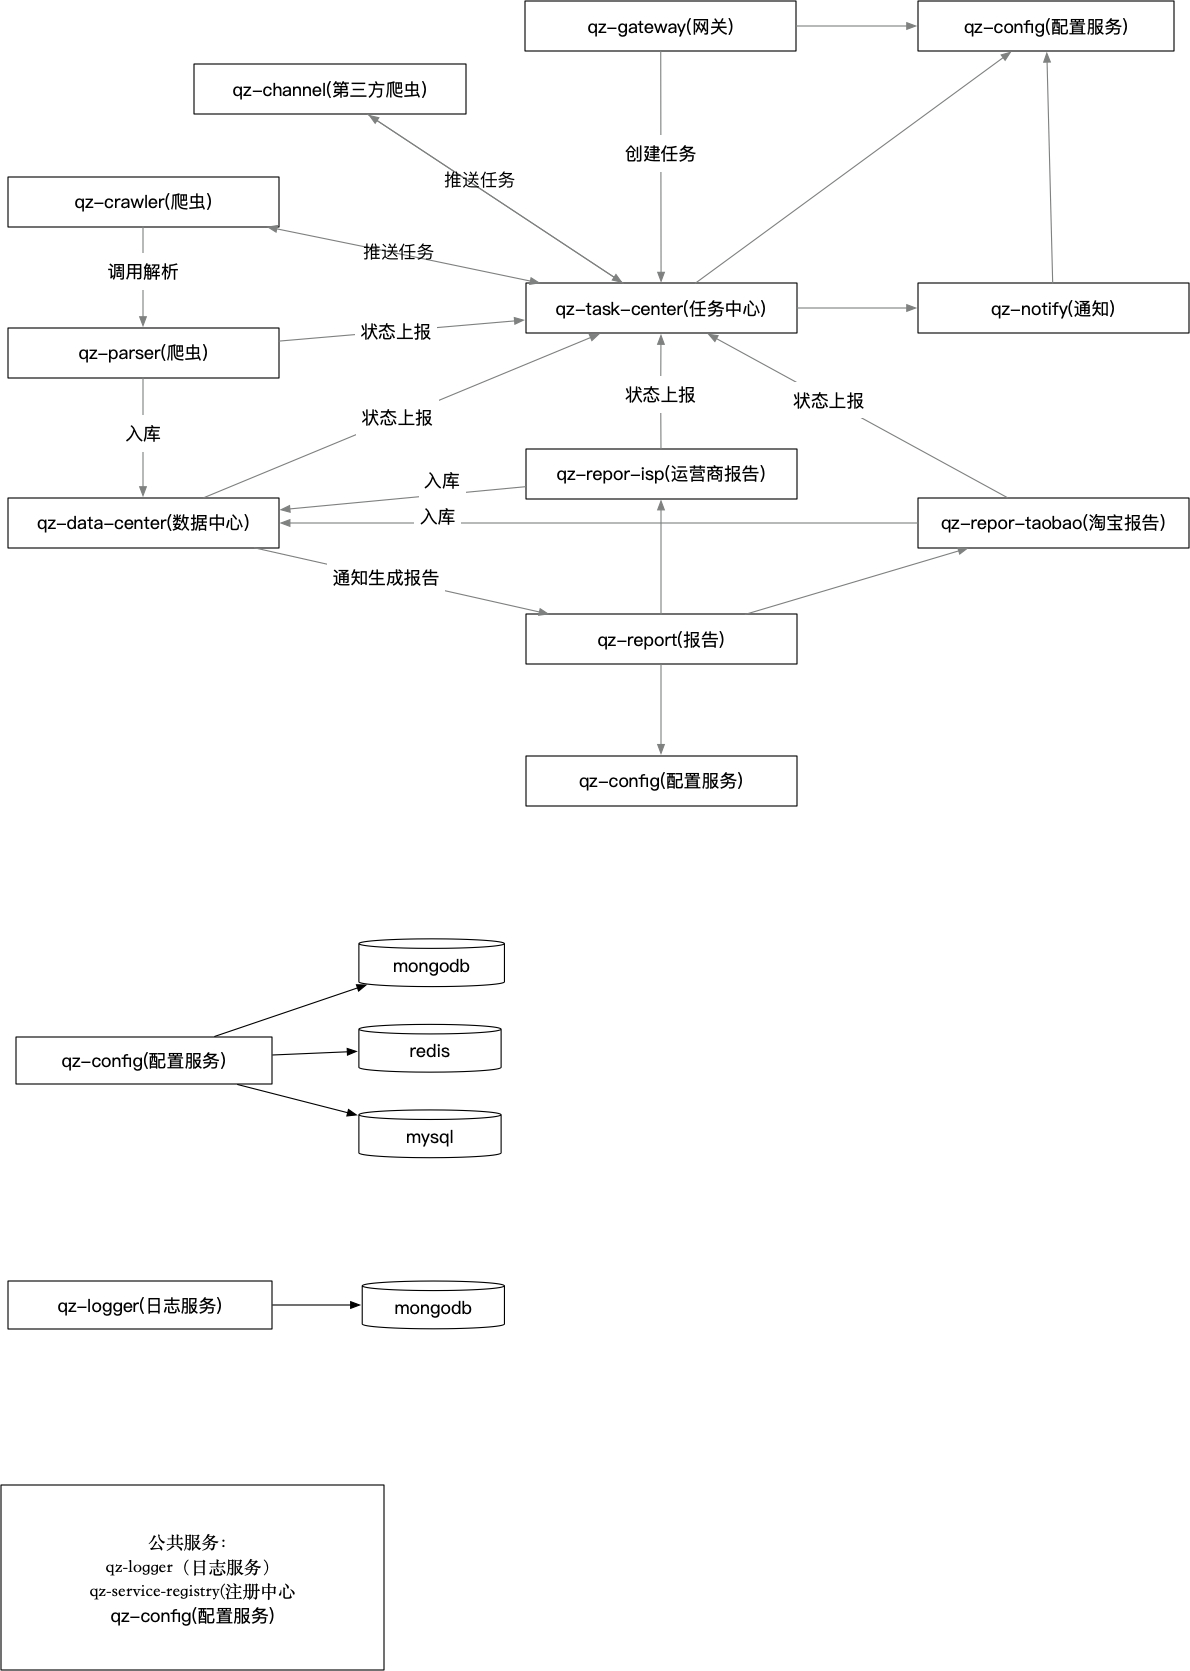 qz-gateway(网关)
qz-config(配置服务)
qz-channel(第三方爬虫)
创建任务
推送任务
qz-crawler(爬虫)
推送任务
调用解析
qz-task-center(任务中心)
qz-notify(通知)
状态上报
qz-parser(爬虫)
状态上报
状态上报
状态上报
入库
qz-repor-isp(运营商报告)
入库
入库
qz-data-center(数据中心)
qz-repor-taobao(淘宝报告)
通知生成报告
qz-report(报告)
qz-config(配置服务)
mongodb
redis
qz-config(配置服务)
mysql
qz-logger(日志服务)
mongodb
公共服务：
qz-logger（日志服务）
qz-service-registry(注册中心
qz-config(配置服务)